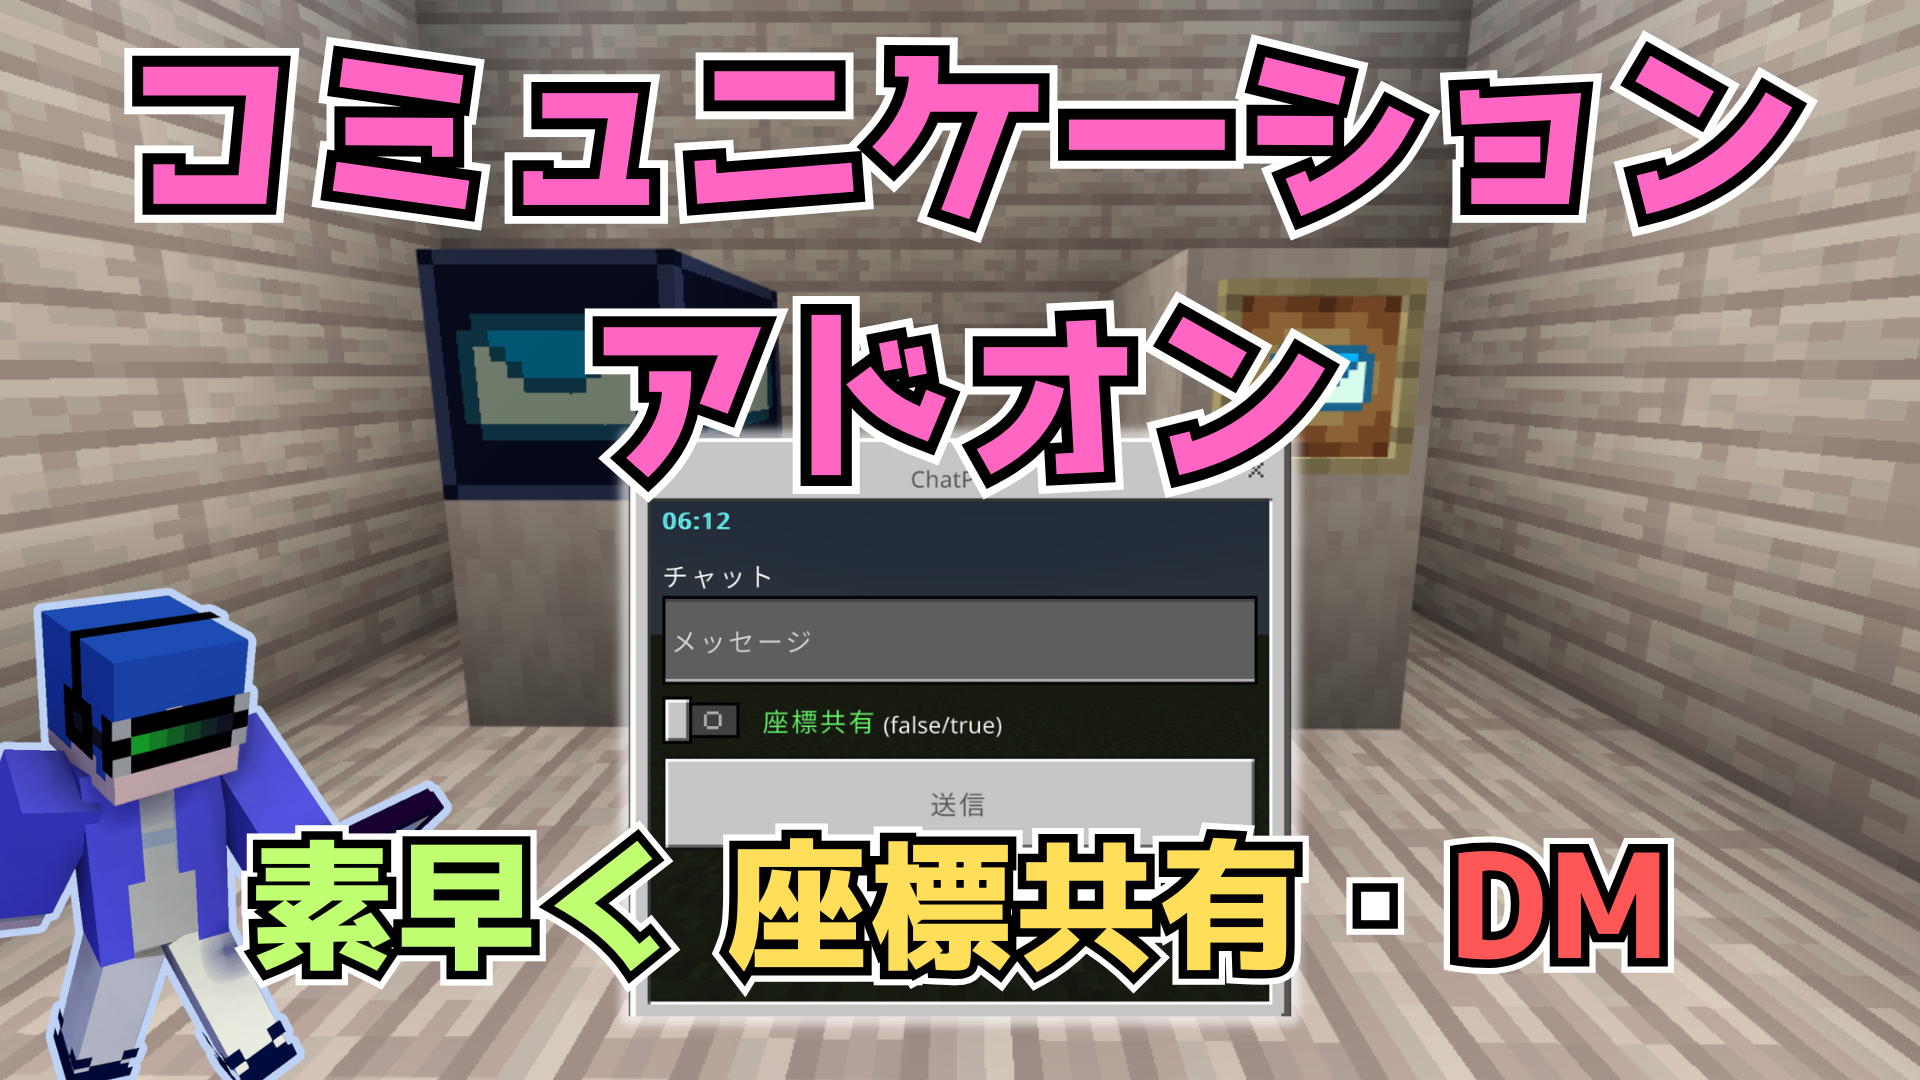 コミュニケーション
アドオン
06:12
チャット
メッセージ
座標共有 (false/true)
送信
素早く 座標共有・DM